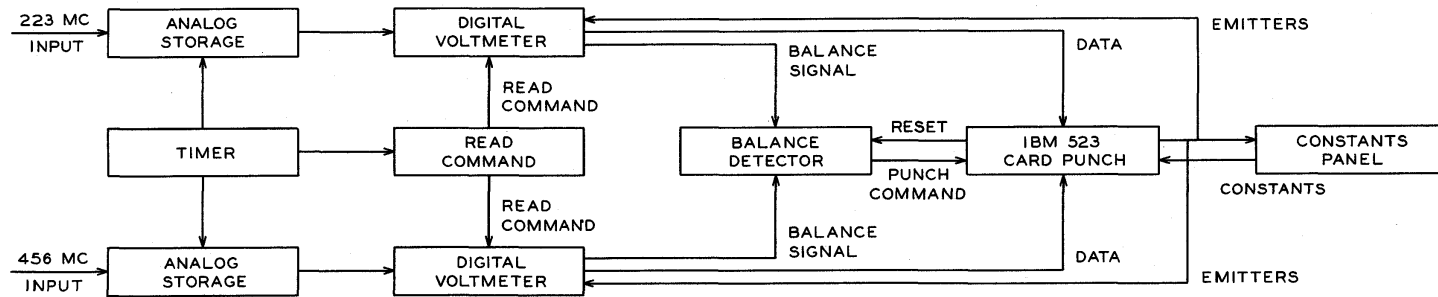 223 MC
INPUT
ANALOG
STORAGE
DIGITAL
VOLTMETER
EMITTERS
BALANCE
SIGNAL
DATA
READ
COMMAND
TIMER
READ
COMMAND
BALANCE
DETECTOR
RESET
PUNCH
COMMAND
IBM 523
CARD PUNCH
CONSTANTS
PANEL
CONSTANTS
READ
COMMAND
BALANCE
SIGNAL
456 MC
INPUT
ANALOG
STORAGE
DIGITAL
VOLTMETER
DATA
EMITTERS